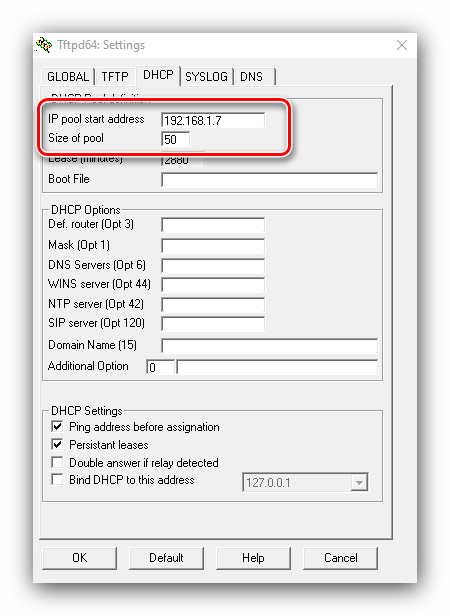 Tftpd64: Settings
GLOBAL TFTP DHCP SYSLOG DNS
DHCP Pool definition
IP pool start address 192.168.1.7
Size of pool 50
Lease (minutes) 2880
Boot File
DHCP Options
Def. router (Opt 3)
Mask (Opt 1)
DNS Servers (Opt 6)
WINS server (Opt 44)
NTP server (Opt 42)
SIP server (Opt 120)
Domain Name (15)
Additional Option 0
DHCP Settings
Ping address before assignation
Persistant leases
Double answer if relay detected
Bind DHCP to this address 127.0.0.1
OK Default Help Cancel